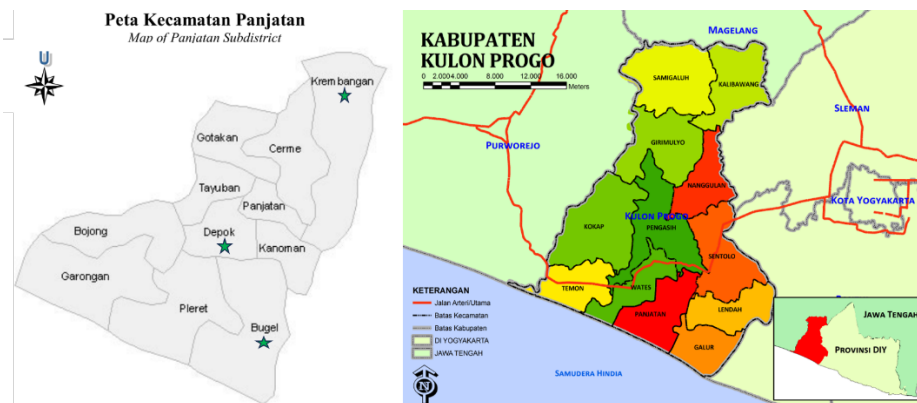 Peta Kecamatan Panjatan
Map of Panjatan Subdistrict
U
Krembangan
Gotakan
Cerme
Tayuban
Panjatan
Bojong
Depok
Kanoman
Garongan
Pleret
Bugel
KABUPATEN
KULON PROGO
0 2.0004.000 8.000 12.000 16.000
Meters
MAGELANG
SAMIGALUH
KALIBAWANG
SLEMAN
PURWOREJO
GIRIMULYO
NANGGULAN
KOTA YOGYAKARTA
KULON PROGO
KOKAP
PENGASIH
SENTOLO
TEMON
WATES
PANJATAN
LENDAH
GALUR
KETERANGAN
Jalan Arteri/Utama
Batas Kecamatan
Batas Kabupaten
DI YOGYAKARTA
JAWA TENGAH
N
SAMUDERA HINDIA
JAWA TENGAH
PROVINSI DIY